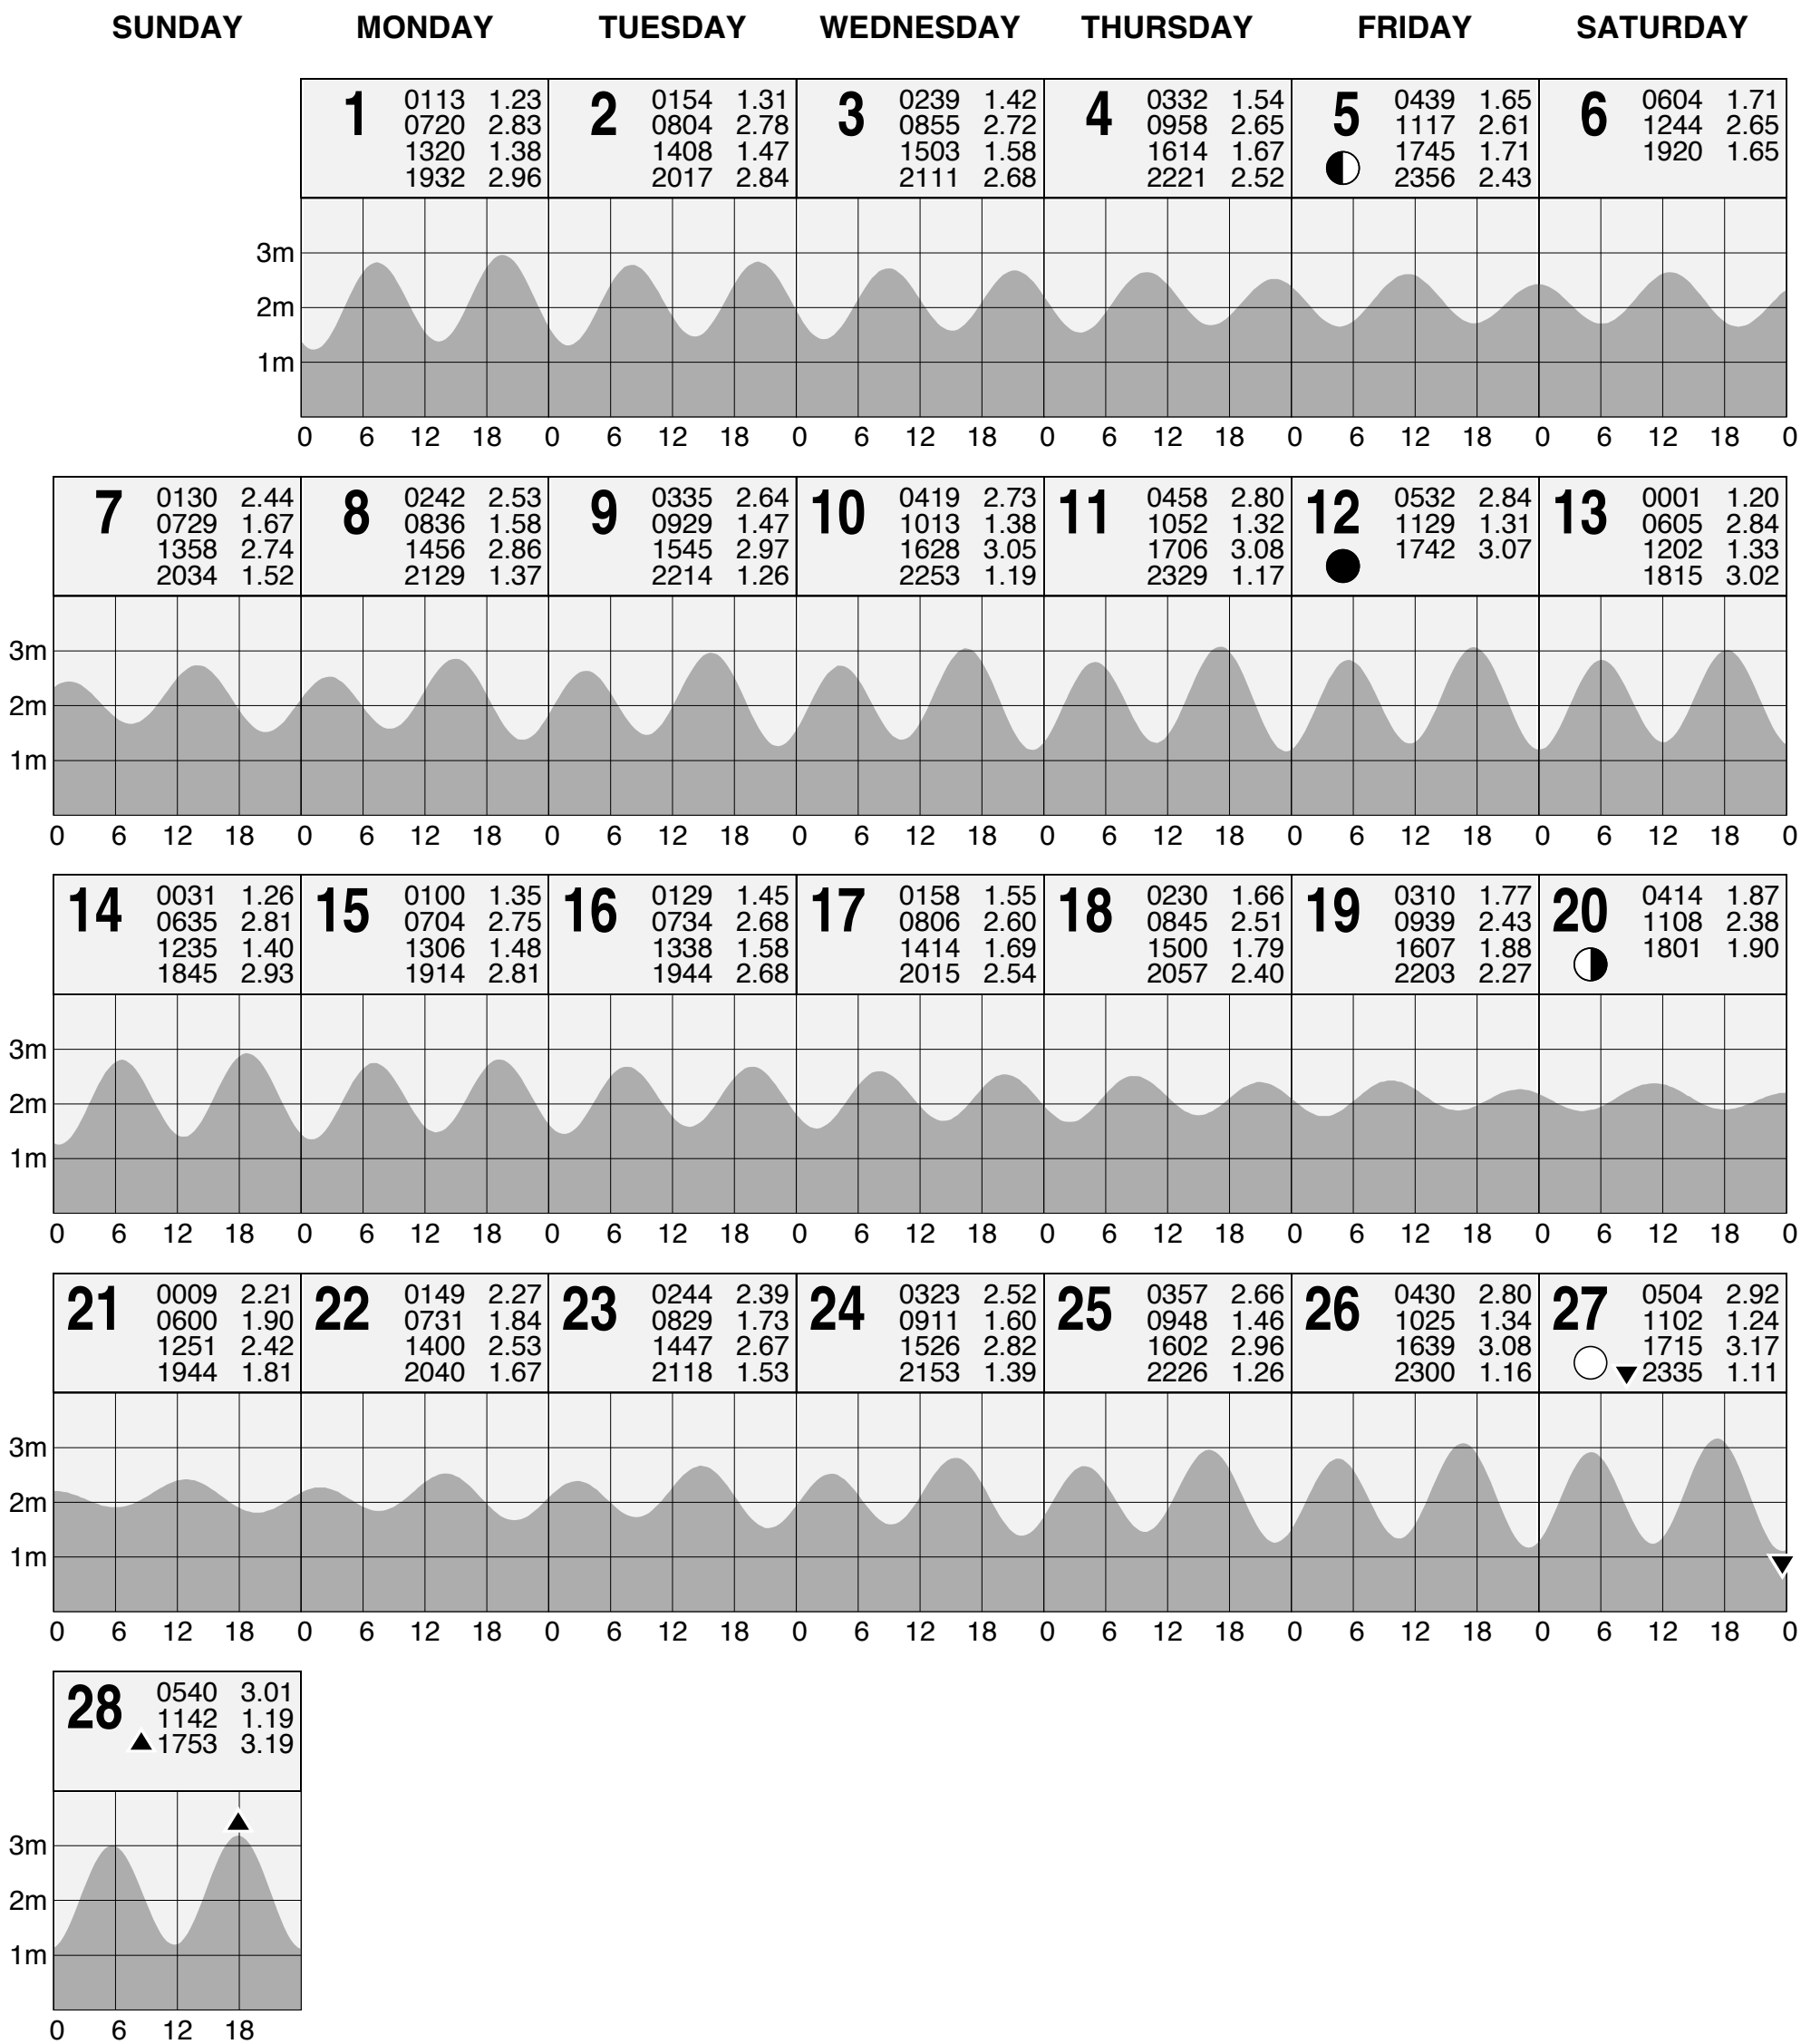 SUNDAY MONDAY TUESDAY WEDNESDAY THURSDAY FRIDAY SATURDAY
1 0113 1.23
0720 2.83
1320 1.38
1932 2.96
2 0154 1.31
0804 2.78
1408 1.47
2017 2.84
3 0239 1.42
0855 2.72
1503 1.58
2111 2.68
4 0332 1.54
0958 2.65
1614 1.67
2221 2.52
5 0439 1.65
1117 2.61
1745 1.71
2356 2.43
6 0604 1.71
1244 2.65
1920 1.65
3m
2m
1m
0 6 12 18 0 6 12 18 0 6 12 18 0 6 12 18 0 6 12 18 0 6 12 18 0
7 0130 2.44
0729 1.67
1358 2.74
2034 1.52
8 0242 2.53
0836 1.58
1456 2.86
2129 1.37
9 0335 2.64
0929 1.47
1545 2.97
2214 1.26
10 0419 2.73
1013 1.38
1628 3.05
2253 1.19
11 0458 2.80
1052 1.32
1706 3.08
2329 1.17
12 0532 2.84
1129 1.31
1742 3.07
13 0001 1.20
0605 2.84
1202 1.33
1815 3.02
3m
2m
1m
0 6 12 18 0 6 12 18 0 6 12 18 0 6 12 18 0 6 12 18 0 6 12 18 0 6 12 18 0
14 0031 1.26
0635 2.81
1235 1.40
1845 2.93
15 0100 1.35
0704 2.75
1306 1.48
1914 2.81
16 0129 1.45
0734 2.68
1338 1.58
1944 2.68
17 0158 1.55
0806 2.60
1414 1.69
2015 2.54
18 0230 1.66
0845 2.51
1500 1.79
2057 2.40
19 0310 1.77
0939 2.43
1607 1.88
2203 2.27
20 0414 1.87
1108 2.38
1801 1.90
3m
2m
1m
0 6 12 18 0 6 12 18 0 6 12 18 0 6 12 18 0 6 12 18 0 6 12 18 0 6 12 18 0
21 0009 2.21
0600 1.90
1251 2.42
1944 1.81
22 0149 2.27
0731 1.84
1400 2.53
2040 1.67
23 0244 2.39
0829 1.73
1447 2.67
2118 1.53
24 0323 2.52
0911 1.60
1526 2.82
2153 1.39
25 0357 2.66
0948 1.46
1602 2.96
2226 1.26
26 0430 2.80
1025 1.34
1639 3.08
2300 1.16
27 0504 2.92
1102 1.24
1715 3.17
2335 1.11
3m
2m
1m
0 6 12 18 0 6 12 18 0 6 12 18 0 6 12 18 0 6 12 18 0 6 12 18 0 6 12 18 0
28 0540 3.01
1142 1.19
1753 3.19
3m
2m
1m
0 6 12 18